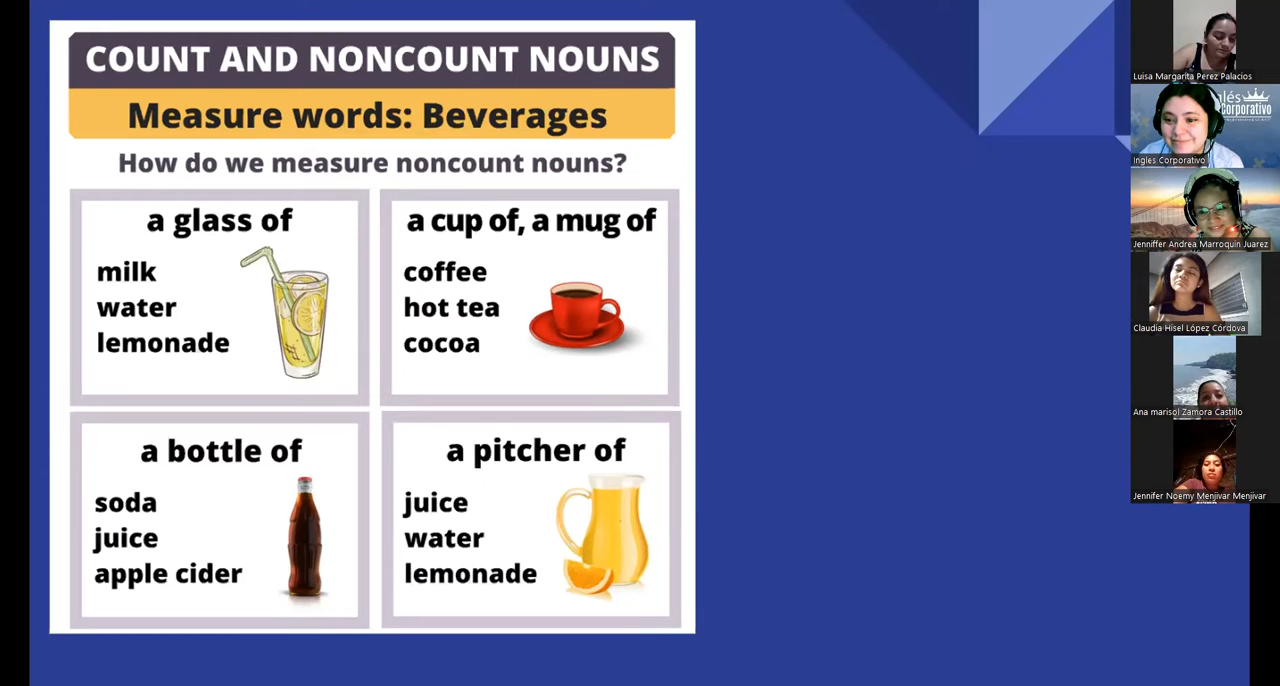 COUNT AND NONCOUNT NOUNS
Measure words: Beverages
How do we measure noncount nouns?
a glass of
milk
water
lemonade
a cup of, a mug of
coffee
hot tea
cocoa
a bottle of
soda
juice
apple cider
a pitcher of
juice
water
lemonade
Luisa Margarita Perez Palacios
lés
Corporativo
Ingles Corporativo
Jenniffer Andrea Marroquin Juarez
Claudia Hisel López Córdova
Ana marisol Zamora Castillo
Jennifer Noemy Menjivar Menjivar